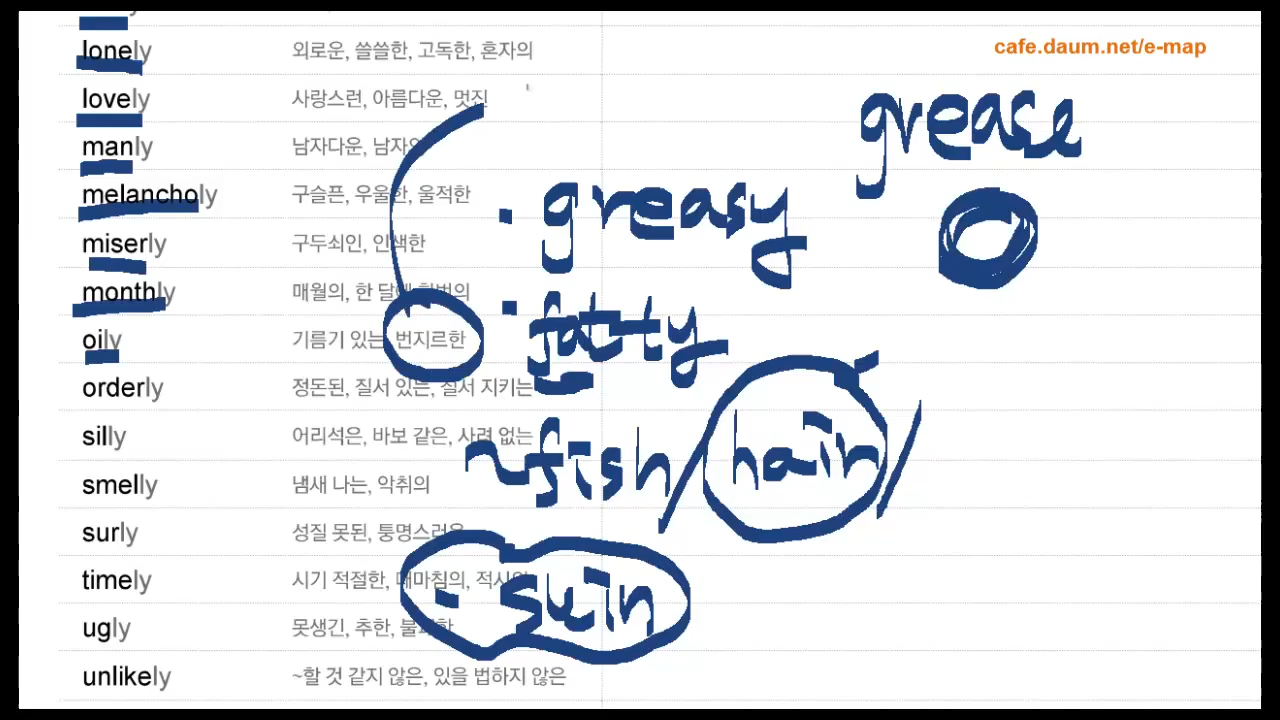 lonely 외로운, 쓸쓸한, 고독한, 혼자의
cafe.daum.net/e-map
lovely 사랑스런, 아름다운, 멋진
grease
manly 남자다운, 남자의
melancholy 구슬픈, 우울한, 울적한
greasy
miserly 구두쇠인, 인색한
monthly 매월의, 한 달에 한번의
fatty
oily 기름기 있는, 번지르한
orderly 정돈된, 질서 있는, 질서 지키는
silly 어리석은, 바보 같은, 사려 없는
~fish/hair/
smelly 냄새 나는, 악취의
surly 성질 못된, 퉁명스러운
timely 시기 적절한, 때마침의, 적시의
skin
ugly 못생긴, 추한, 불쾌한
unlikely ~할 것 같지 않은, 있을 법하지 않은